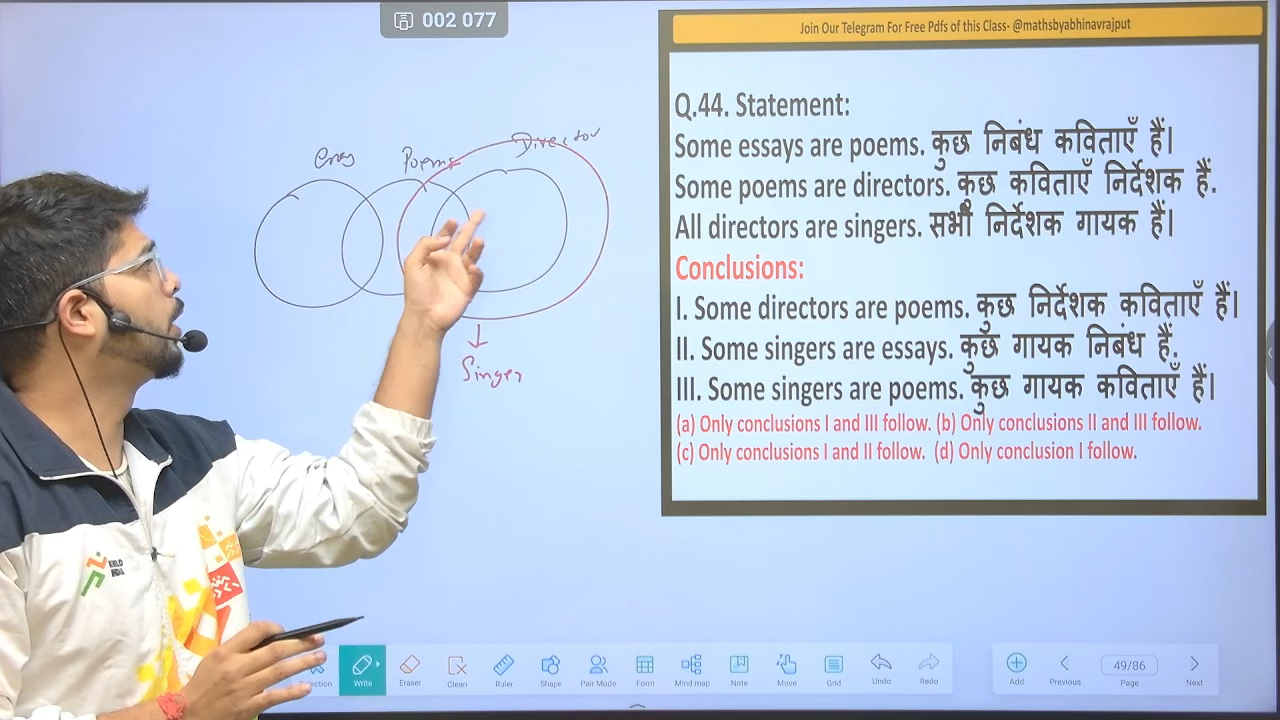 002 077
Join Our Telegram For Free Pdfs of this Class- @mathsbyabhinavrajput
Q.44. Statement:
Some essays are poems. कुछ निबंध कविताएँ हैं।
Some poems are directors. कुछ कविताएँ निर्देशक हैं.
All directors are singers. सभी निर्देशक गायक हैं।
Conclusions:
I. Some directors are poems. कुछ निर्देशक कविताएँ हैं।
II. Some singers are essays. कुछ गायक निबंध हैं.
III. Some singers are poems. कुछ गायक कविताएँ हैं।
(a) Only conclusions I and III follow. (b) Only conclusions II and III follow.
(c) Only conclusions I and II follow. (d) Only conclusion I follow.
Poems Director
Singer
KHELO
INDIA
Write Eraser Clean Ruler Shape Pair Mode Form Mind map Note Move Grid Undo Redo
Add Previous 49/86 Page Next